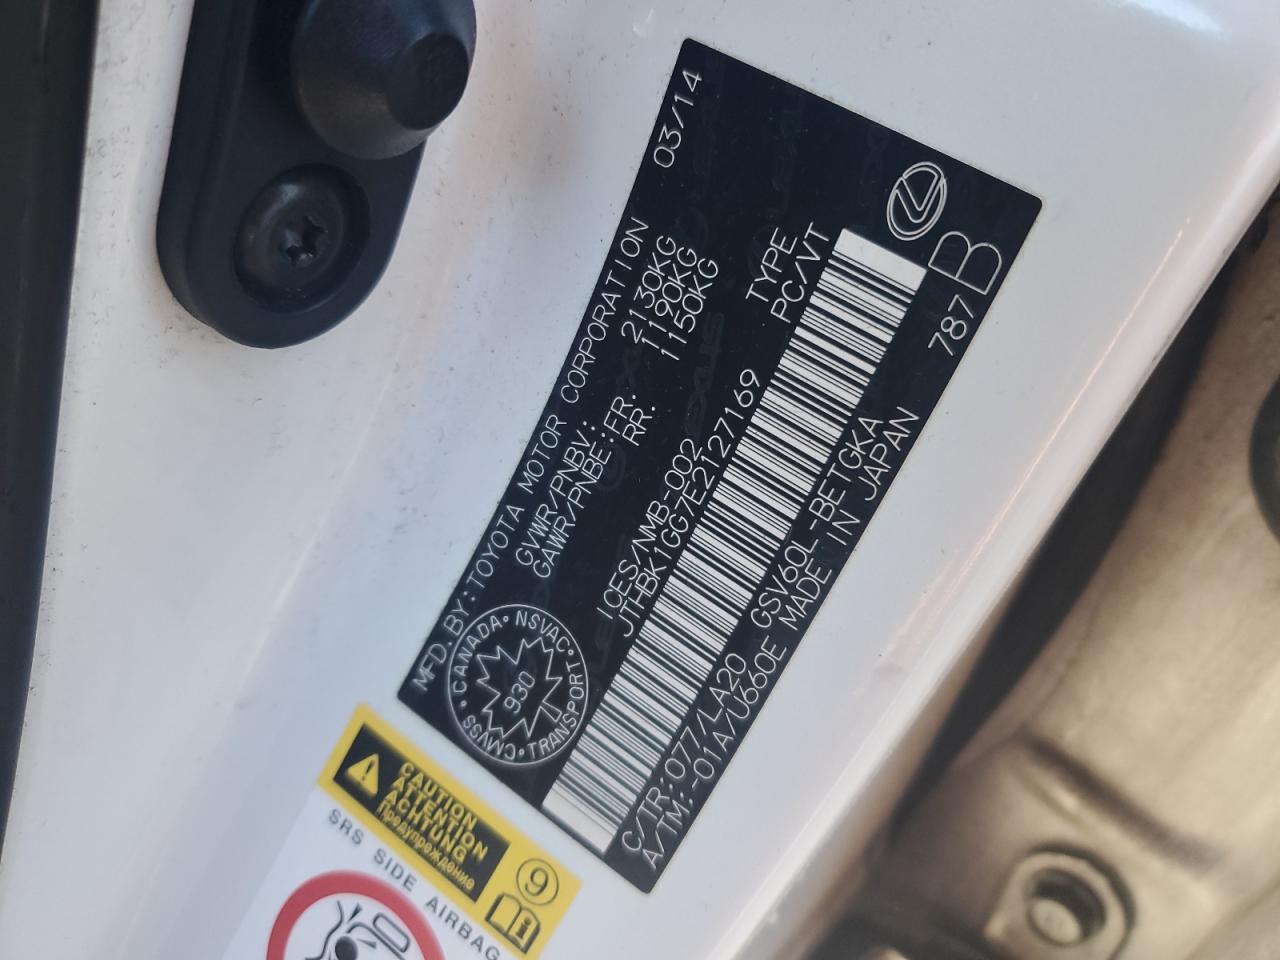 MFD. BY: TOYOTA MOTOR CORPORATION 03/14
GVWR/PNBV: 2130KG
GAWR/PNBE: FR. 1190KG
RR. 1150KG
CANADA • NSVAC • TRANSPORT • CMVSS •
930
ICES/NMB-002 TYPE
JTHBK1GG7E2127169 PC/VT
C/TR: 077/LA20 GSV60L-BETGKA 787B
A/TM: -01A/U660E MADE IN JAPAN
CAUTION
ATTENTION
ACHTUNG
Предупреждение
9
SRS SIDE AIRBAG